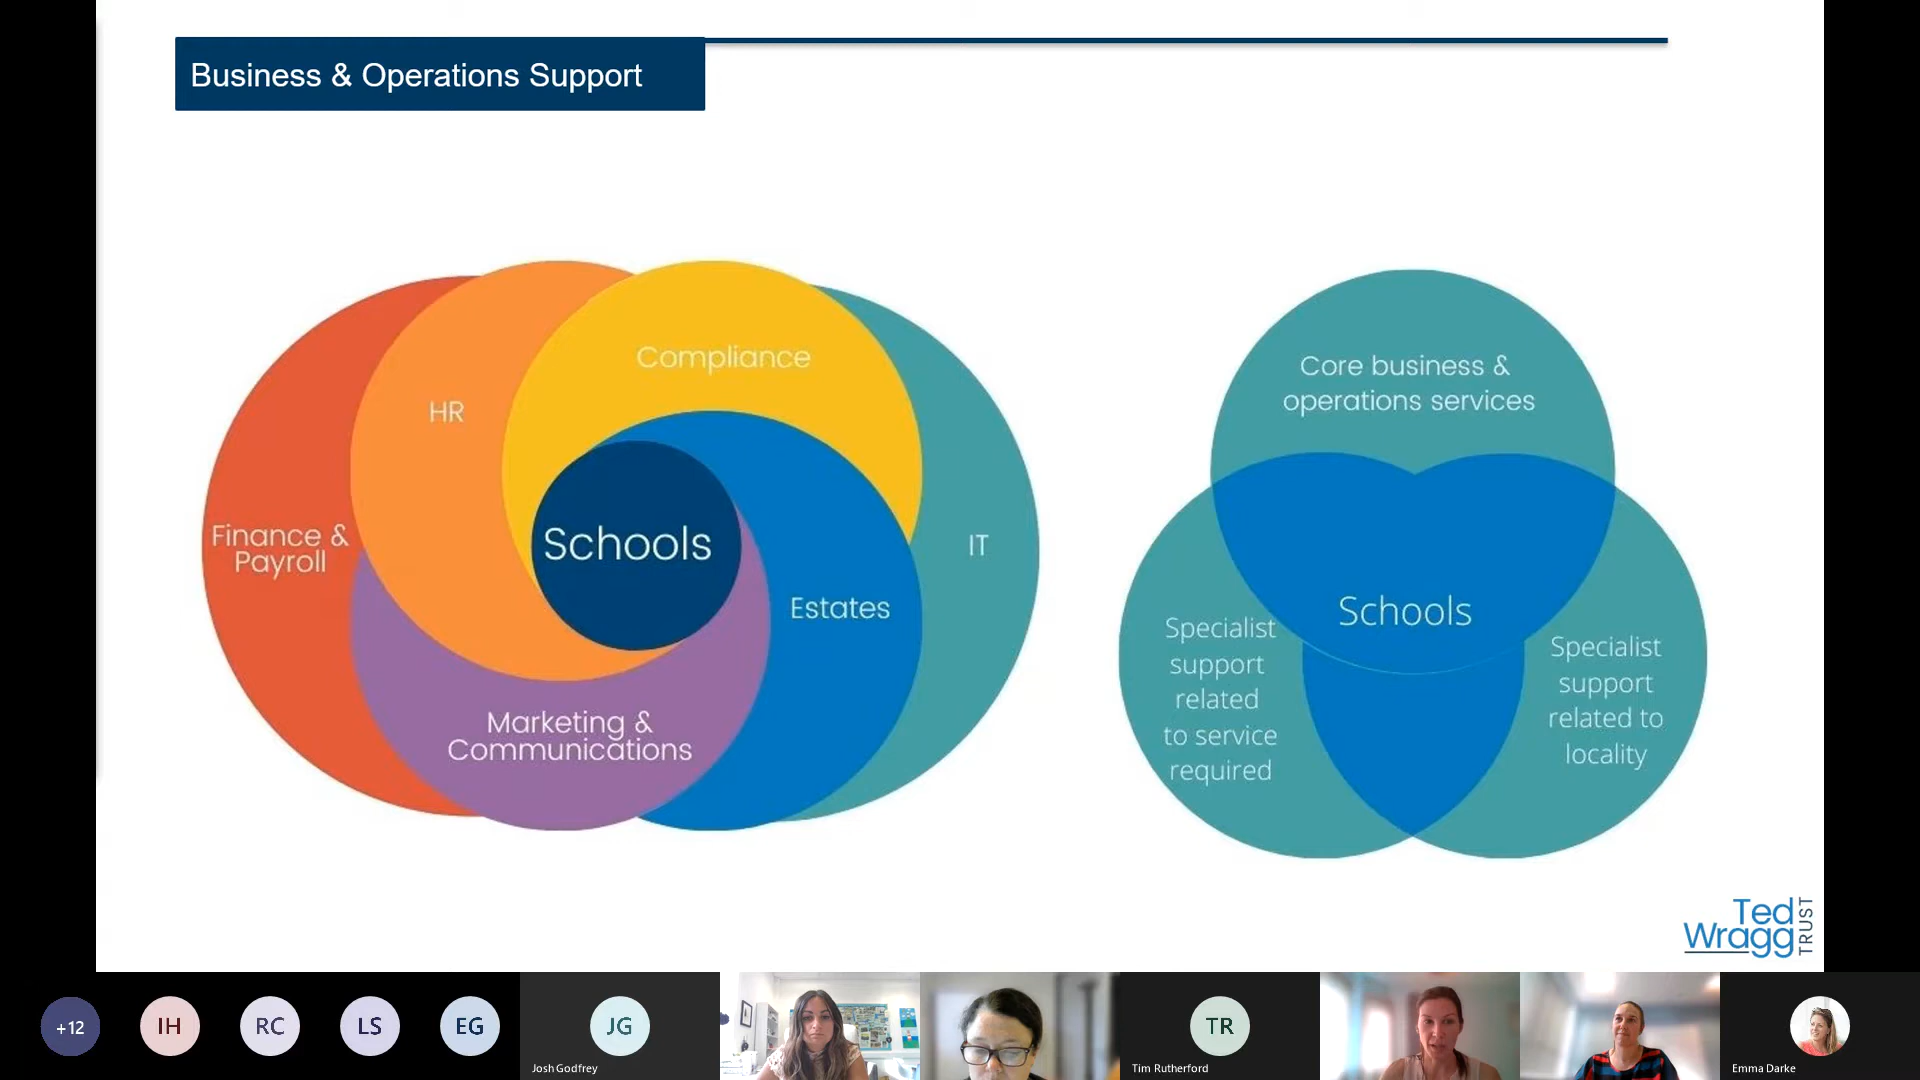 Business & Operations Support
Compliance
HR
Finance &
Payroll
Schools
IT
Estates
Marketing &
Communications
Core business &
operations services
Schools
Specialist
support
related
to service
required
Specialist
support
related to
locality
Ted
Wragg
TRUST
+12
IH
RC
LS
EG
JG
Josh Godfrey
TR
Tim Rutherford
Emma Darke